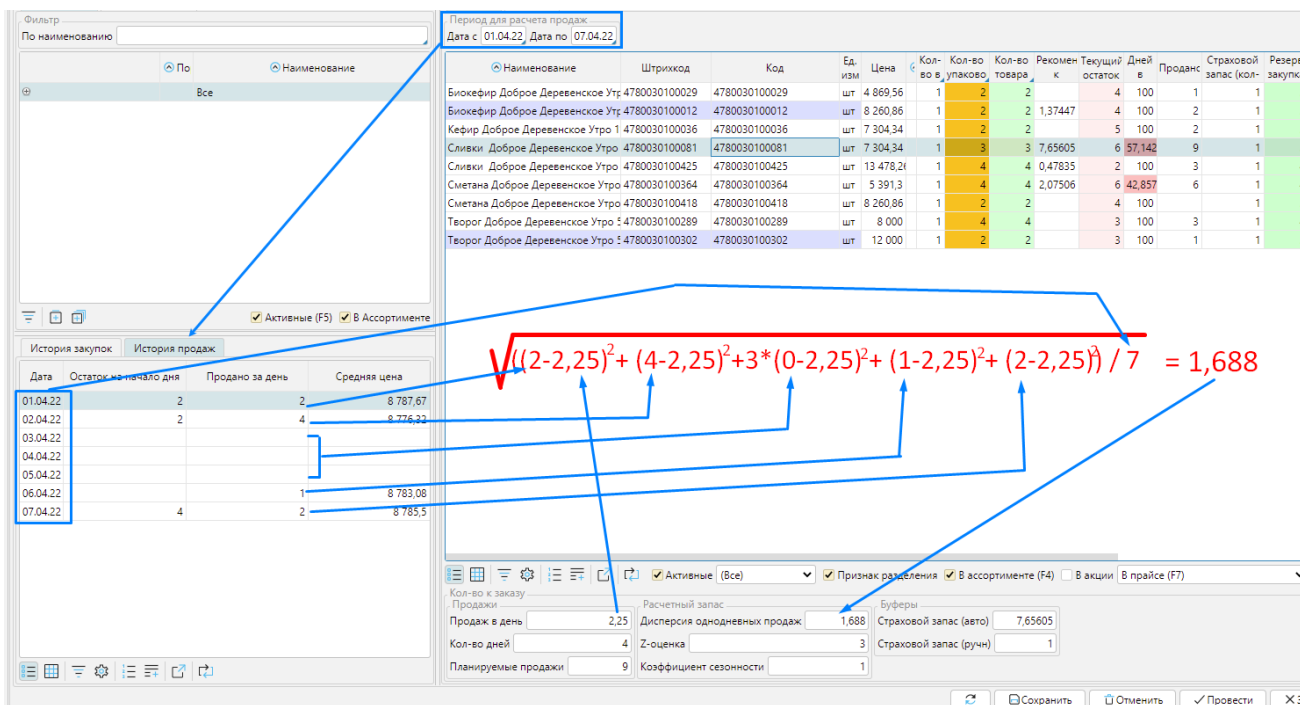 Фильтр
По наименованию
По Наименование
Все
Активные (F5) В Ассортименте
История закупок История продаж
Дата Остаток на начало дня Продано за день Средняя цена
01.04.22 2 2 8 787,67
02.04.22 2 4 8 776,32
03.04.22
04.04.22
05.04.22
06.04.22 1 8 783,08
07.04.22 4 2 8 785,5
Период для расчета продаж
Дата с 01.04.22 Дата по 07.04.22
Наименование Штрихкод Код Ед. изм Цена Кол-во в Кол-во упаково Кол-во товара Рекомен к Текущий остаток Дней в Проданс Страховой запас (кол- Резерв закупка
Биокефир Доброе Деревенское Утр 4780030100029 4780030100029 шт 4 869,56 1 2 2 4 100 1 1
Биокефир Доброе Деревенское Утр 4780030100012 4780030100012 шт 8 260,86 1 2 2 1,37447 4 100 2 1
Кефир Доброе Деревенское Утро 1 4780030100036 4780030100036 шт 7 304,34 1 2 2 5 100 2 1
Сливки Доброе Деревенское Утро 4780030100081 4780030100081 шт 7 304,34 1 3 3 7,65605 6 57,142 9 1
Сливки Доброе Деревенское Утро 4780030100425 4780030100425 шт 13 478,26 1 4 4 0,47835 2 100 3 1
Сметана Доброе Деревенское Утро 4780030100364 4780030100364 шт 5 391,3 1 4 4 2,07506 6 42,857 6 1
Сметана Доброе Деревенское Утро 4780030100418 4780030100418 шт 8 260,86 1 2 2 4 100 1
Творог Доброе Деревенское Утро 5 4780030100289 4780030100289 шт 8 000 1 4 4 3 100 3 1
Творог Доброе Деревенское Утро 5 4780030100302 4780030100302 шт 12 000 1 2 2 3 100 1 1
√((2-2,25)²+ (4-2,25)²+3*(0-2,25)²+ (1-2,25)²+ (2-2,25)²) / 7 = 1,688
Активные (Все) Признак разделения В ассортименте (F4) В акции В прайсе (F7)
Кол-во к заказу
Продажи Расчетный запас Буферы
Продаж в день 2,25 Дисперсия однодневных продаж 1,688 Страховой запас (авто) 7,65605
Кол-во дней 4 Z-оценка 3 Страховой запас (ручн) 1
Планируемые продажи 9 Коэффициент сезонности 1
Сохранить Отменить Провести